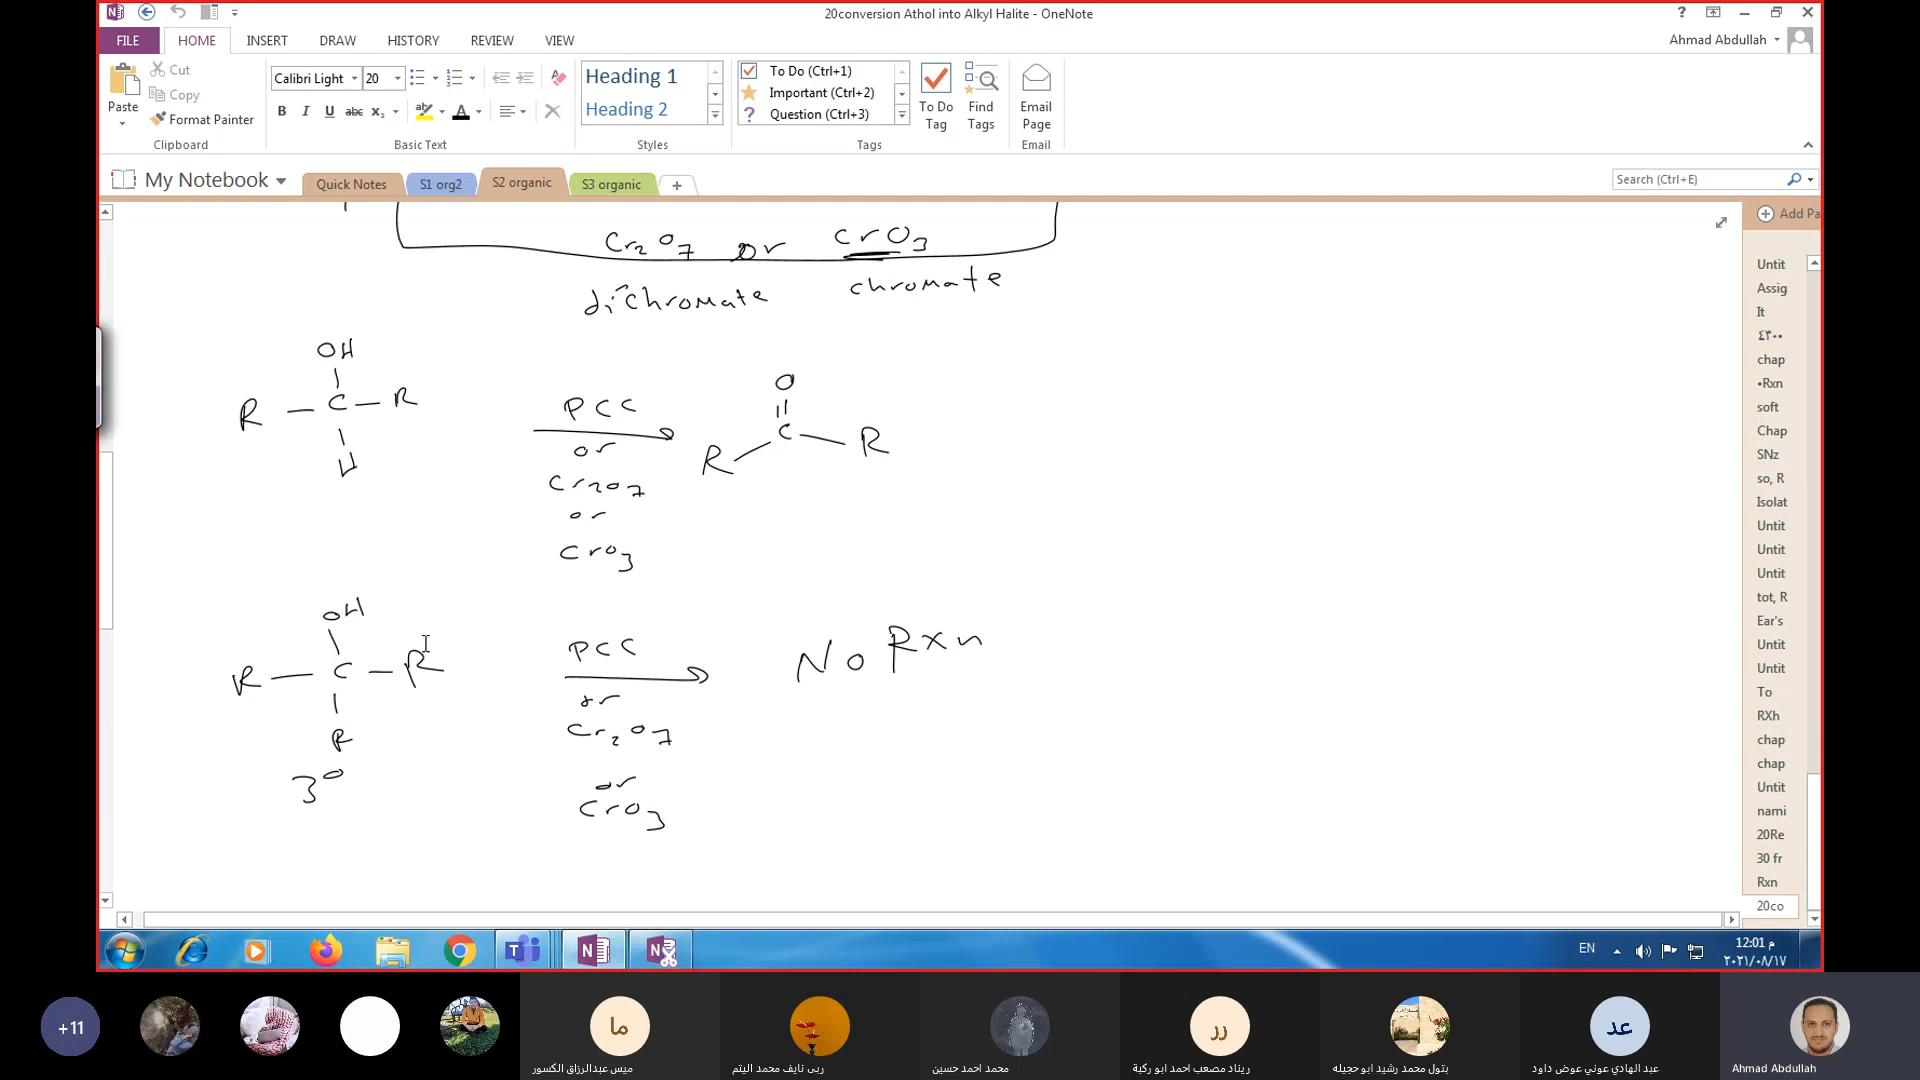 20conversion Athol into Alkyl Halite - OneNote
FILE HOME INSERT DRAW HISTORY REVIEW VIEW
Ahmad Abdullah
Paste
Cut
Copy
Format Painter
Clipboard
Calibri Light 20
B I U abc X₂ A
Basic Text
Heading 1
Heading 2
Styles
To Do (Ctrl+1)
Important (Ctrl+2)
Question (Ctrl+3)
Tags
To Do Tag
Find Tags
Email Page
Email
My Notebook
Quick Notes S1 org2 S2 organic S3 organic
Search (Ctrl+E)
Add Pa
Cr2O7 or CrO3
dichromate chromate
OH
R - C - R
H
PCC
or
Cr2O7
or
CrO3
O
R C R
OH
R - C - R
R
3°
PCC
or
Cr2O7
or
CrO3
No Rxn
Untit
Assig
It
٤٣٠٠
chap
•Rxn
soft
Chap
SNz
so, R
Isolat
Untit
Untit
Untit
tot, R
Ear's
Untit
Untit
To
RXh
chap
chap
Untit
nami
20Re
30 fr
Rxn
20co
EN
12:01 م
٢٠٢١/٠٨/١٧
+11
ما
رر
عد
ميس عبدالرزاق الكسور
ربى نايف محمد اليتم
محمد احمد حسين
ريناد مصعب احمد ابو ركبة
بتول محمد رشيد ابو حجيله
عبد الهادي عوني عوض داود
Ahmad Abdullah